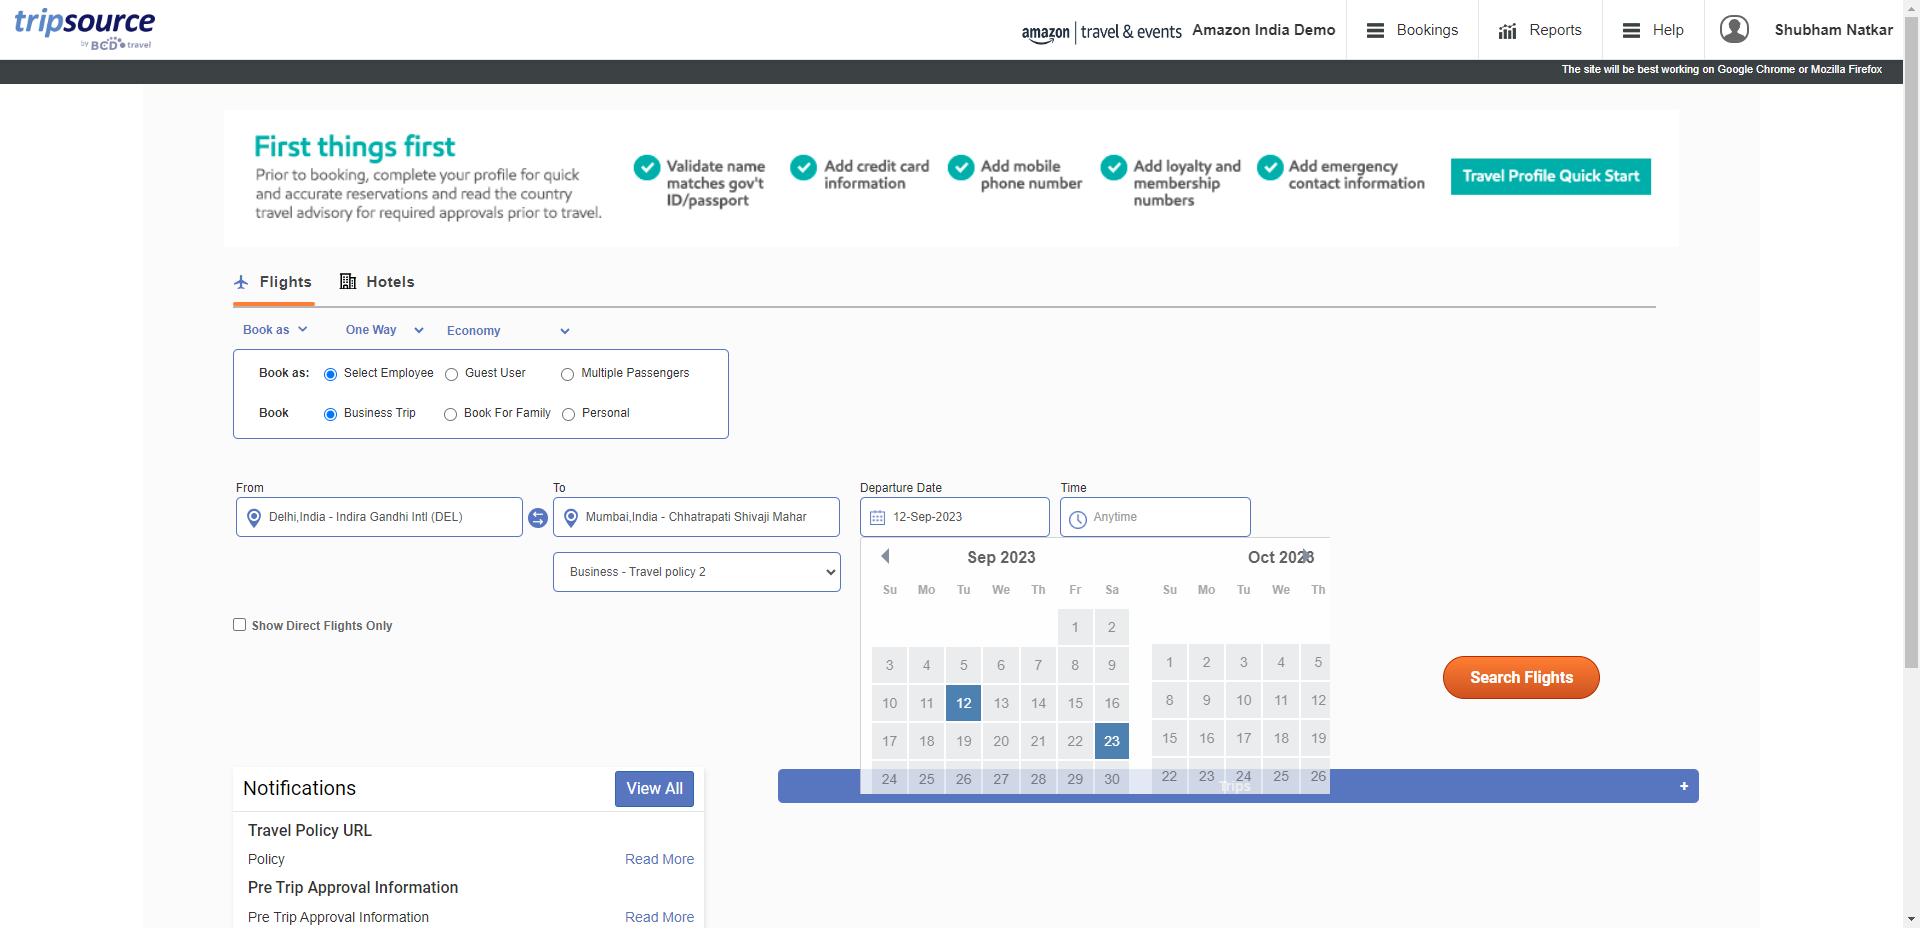 tripsource
by BCD travel
amazon | travel & events Amazon India Demo
Bookings
Reports
Help
Shubham Natkar
The site will be best working on Google Chrome or Mozilla Firefox
First things first
Prior to booking, complete your profile for quick
and accurate reservations and read the country
travel advisory for required approvals prior to travel.
Validate name
matches gov't
ID/passport
Add credit card
information
Add mobile
phone number
Add loyalty and
membership
numbers
Add emergency
contact information
Travel Profile Quick Start
Flights
Hotels
Book as
One Way
Economy
Book as: Select Employee Guest User Multiple Passengers
Book Business Trip Book For Family Personal
From
Delhi,India - Indira Gandhi Intl (DEL)
To
Mumbai,India - Chhatrapati Shivaji Mahar
Departure Date
12-Sep-2023
Time
Anytime
Business - Travel policy 2
Show Direct Flights Only
Sep 2023
Su Mo Tu We Th Fr Sa
1 2
3 4 5 6 7 8 9
10 11 12 13 14 15 16
17 18 19 20 21 22 23
24 25 26 27 28 29 30
Oct 2023
Su Mo Tu We Th
1 2 3 4 5
8 9 10 11 12
15 16 17 18 19
22 23 24 25 26
Search Flights
Trips
+
Notifications
View All
Travel Policy URL
Policy Read More
Pre Trip Approval Information
Pre Trip Approval Information Read More